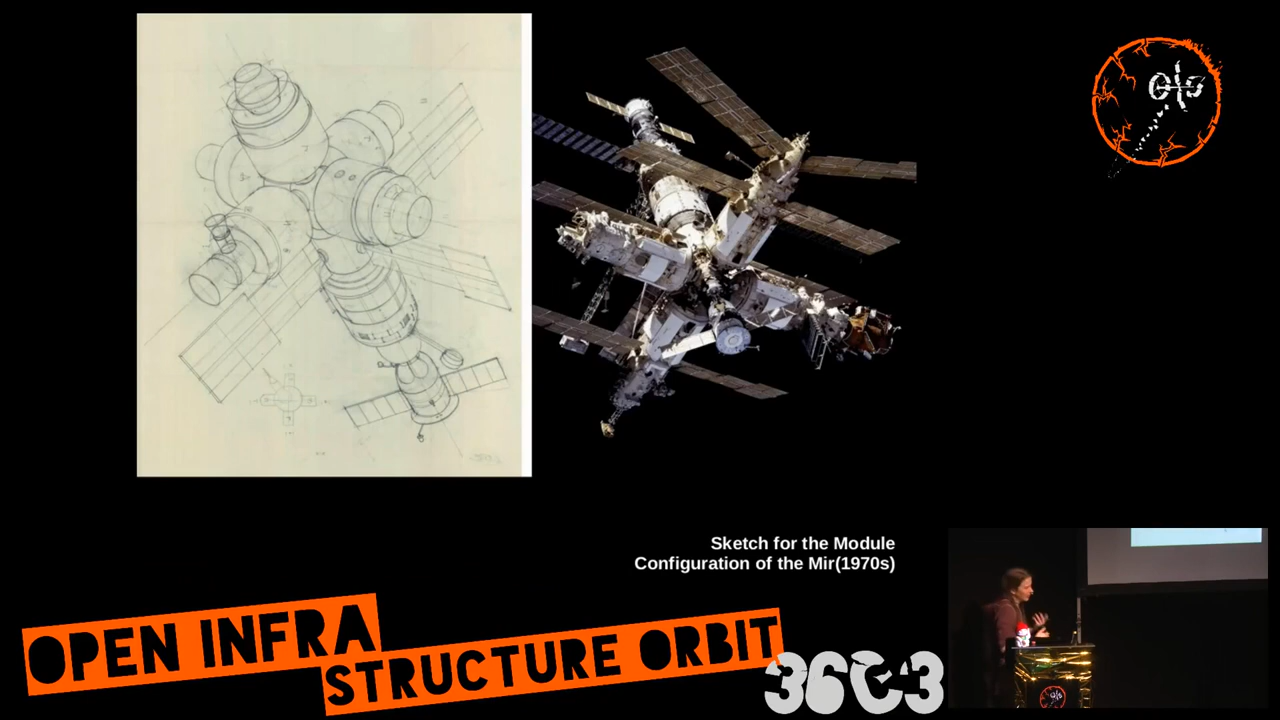 Sketch for the Module
Configuration of the Mir(1970s)
OPEN INFRA
STRUCTURE ORBIT
36C3